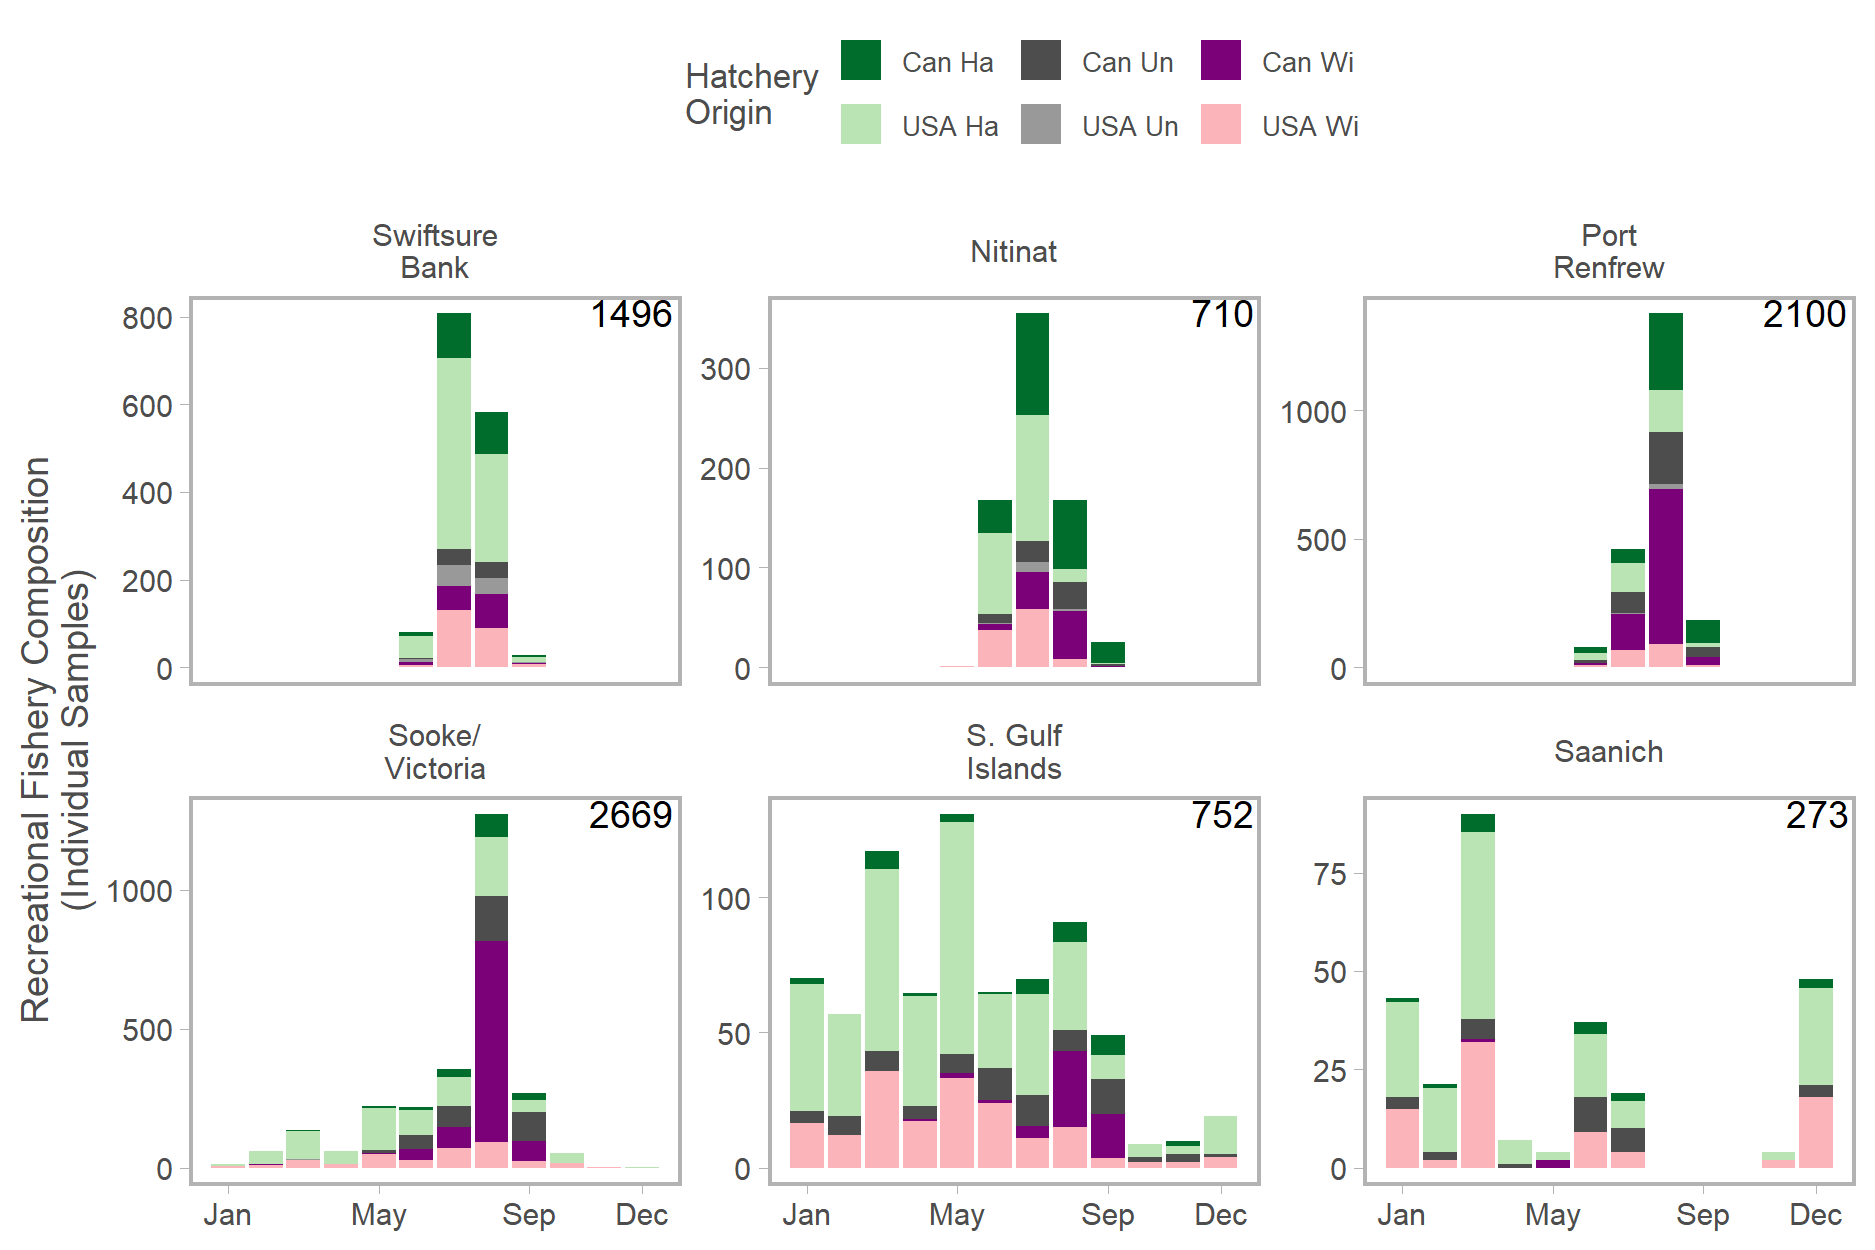 Hatchery
Origin
Can Ha
Can Un
Can Wi
USA Ha
USA Un
USA Wi
Recreational Fishery Composition
(Individual Samples)
Swiftsure
Bank
1496
800
600
400
200
0
Nitinat
710
300
200
100
0
Port
Renfrew
2100
1000
500
0
Sooke/
Victoria
2669
1000
500
0
Jan May Sep Dec
S. Gulf
Islands
752
100
50
0
Jan May Sep Dec
Saanich
273
75
50
25
0
Jan May Sep Dec